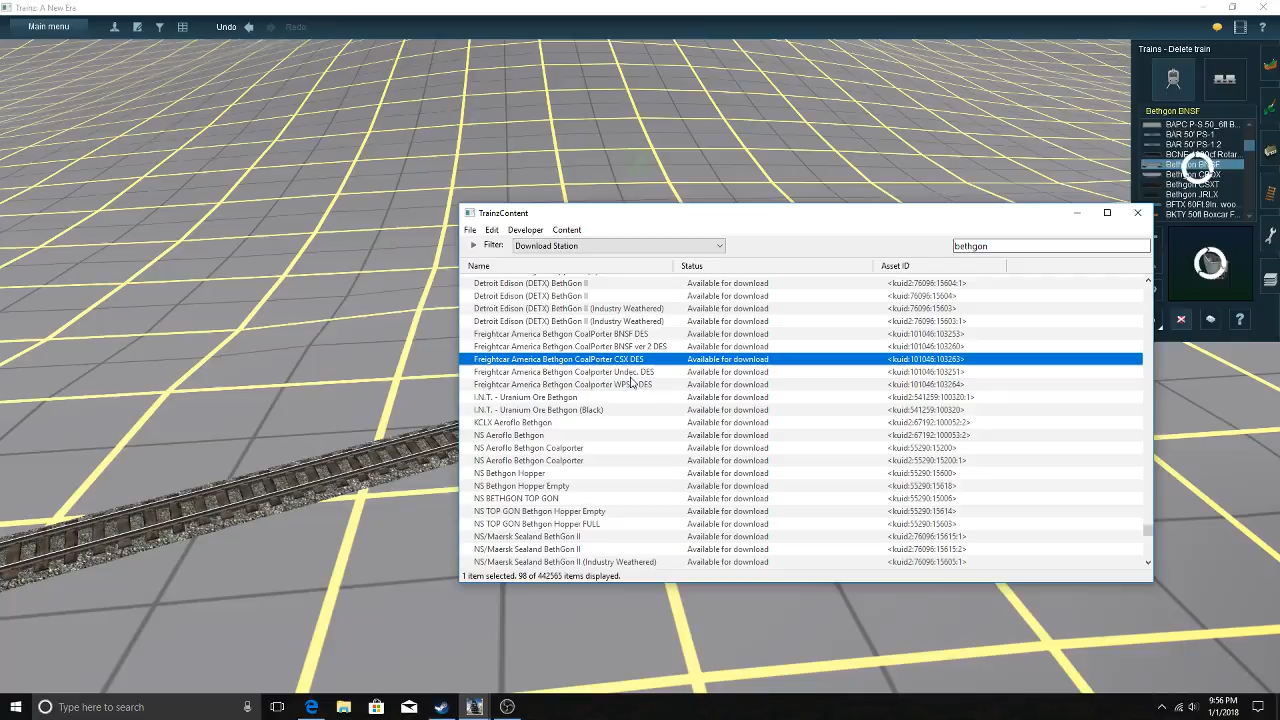 Trainz: A New Era
Main menu
Undo
Redo
Trains - Delete train
Bethgon BNSF
BAPC P-S 50_6ft B...
BAR 50' PS-1
BAR 50' PS-1 2
Bethgon BNSF
Bethgon CSXT
Bethgon JRLX
BFTX 60Ft 9In. woo...
BKTY 50ft Boxcar F...
TrainzContent
File Edit Developer Content
Filter: Download Station bethgon
Name Status Asset ID
Detroit Edison (DETX) BethGon II Available for download <kuid2:76096:15604:1>
Detroit Edison (DETX) BethGon II Available for download <kuid:76096:15604>
Detroit Edison (DETX) BethGon II (Industry Weathered) Available for download <kuid:76096:15603>
Detroit Edison (DETX) BethGon II (Industry Weathered) Available for download <kuid2:76096:15603:1>
Freightcar America Bethgon CoalPorter BNSF DES Available for download <kuid:101046:103253>
Freightcar America Bethgon CoalPorter BNSF ver 2 DES Available for download <kuid:101046:103260>
Freightcar America Bethgon CoalPorter CSX DES Available for download <kuid:101046:103263>
Freightcar America Bethgon Coalporter Undec. DES Available for download <kuid:101046:103251>
Freightcar America Bethgon Coalporter DES Available for download <kuid:101046:103264>
I.N.T. - Uranium Ore Bethgon Available for download <kuid2:541259:100320:1>
I.N.T. - Uranium Ore Bethgon (Black) Available for download <kuid:541259:100320>
KCLX Aeroflo Bethgon Available for download <kuid2:67192:100052:2>
NS Aeroflo Bethgon Available for download <kuid2:67192:100053:2>
NS Aeroflo Bethgon Coalporter Available for download <kuid:55290:15200>
NS Aeroflo Bethgon Coalporter Available for download <kuid2:55290:15200:1>
NS Bethgon Hopper Available for download <kuid:55290:15600>
NS Bethgon Hopper Empty Available for download <kuid:55290:15618>
NS BETHGON TOP GON Available for download <kuid:55290:15006>
NS TOP GON Bethgon Hopper Empty Available for download <kuid:55290:15614>
NS TOP GON Bethgon Hopper FULL Available for download <kuid:55290:15603>
NS/Maersk Sealand BethGon II Available for download <kuid2:76096:15615:1>
NS/Maersk Sealand BethGon II Available for download <kuid2:76096:15615:2>
NS/Maersk Sealand BethGon II (Industry Weathered) Available for download <kuid2:76096:15605:1>
1 item selected, 98 of 442565 items displayed.
Type here to search
9:56 PM
1/1/2018